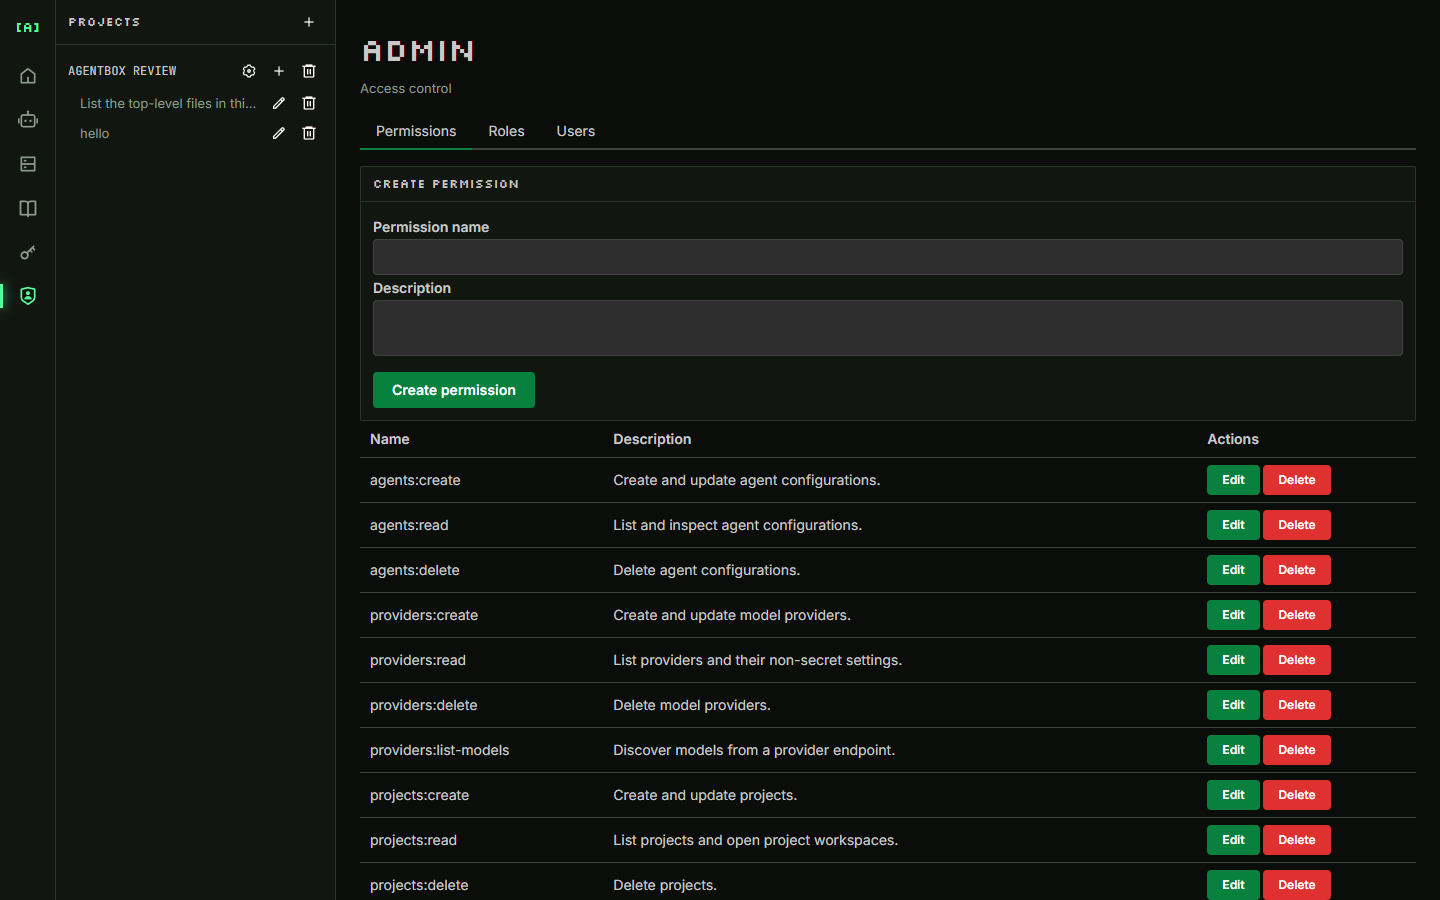 [A]
PROJECTS
AGENTBOX REVIEW
List the top-level files in thi...
hello
ADMIN
Access control
Permissions Roles Users
CREATE PERMISSION
Permission name
Description
Create permission
Name Description Actions
agents:create Create and update agent configurations. Edit Delete
agents:read List and inspect agent configurations. Edit Delete
agents:delete Delete agent configurations. Edit Delete
providers:create Create and update model providers. Edit Delete
providers:read List providers and their non-secret settings. Edit Delete
providers:delete Delete model providers. Edit Delete
providers:list-models Discover models from a provider endpoint. Edit Delete
projects:create Create and update projects. Edit Delete
projects:read List projects and open project workspaces. Edit Delete
projects:delete Delete projects. Edit Delete